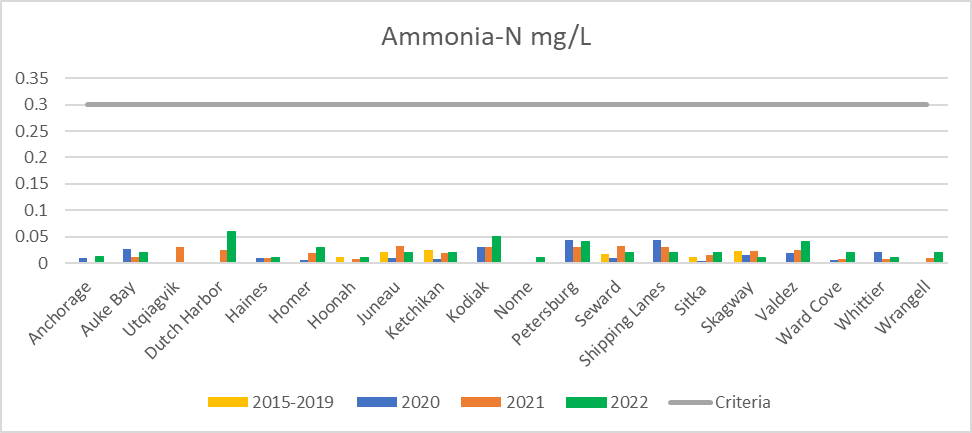 Ammonia-N mg/L
0.35
0.3
0.25
0.2
0.15
0.1
0.05
0
Anchorage
Auke Bay
Utqiagvik
Dutch Harbor
Haines
Homer
Hoonah
Juneau
Ketchikan
Kodiak
Nome
Petersburg
Seward
Shipping Lanes
Sitka
Skagway
Valdez
Ward Cove
Whittier
Wrangell
2015-2019 2020 2021 2022 Criteria